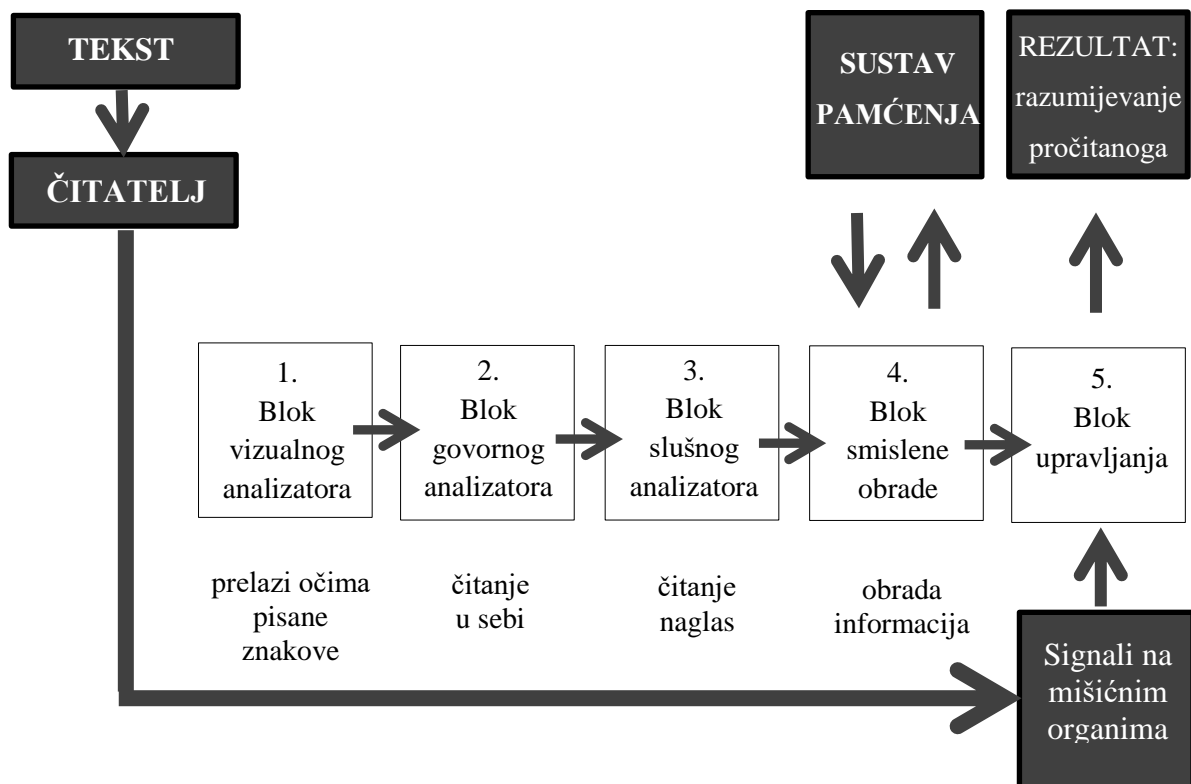 TEKST
ČITATELJ
SUSTAV
PAMĆENJA
REZULTAT:
razumijevanje
pročitanoga
1.
Blok
vizualnog
analizatora
2.
Blok
govornog
analizatora
3.
Blok
slušnog
analizatora
4.
Blok
smislene
obrade
5.
Blok
upravljanja
prelazi očima
pisane
znakove
čitanje
u sebi
čitanje
naglas
obrada
informacija
Signali na
mišićnim
organima